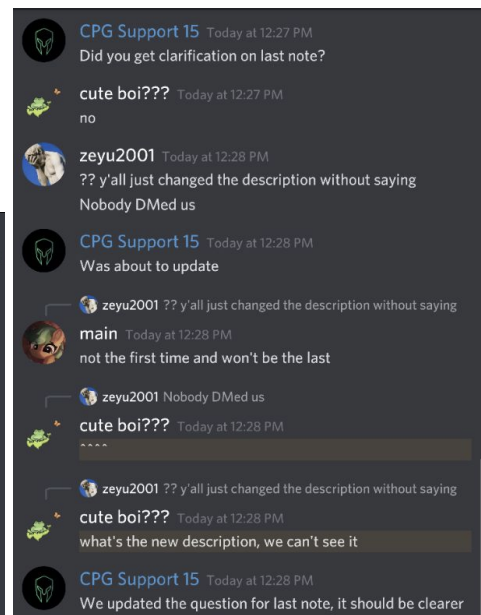 CPG Support 15 Today at 12:27 PM
Did you get clarification on last note?
cute boi??? Today at 12:27 PM
no
zeyu2001 Today at 12:28 PM
?? y'all just changed the description without saying
Nobody DMed us
CPG Support 15 Today at 12:28 PM
Was about to update
zeyu2001 ?? y'all just changed the description without saying
main Today at 12:28 PM
not the first time and won't be the last
zeyu2001 Nobody DMed us
cute boi??? Today at 12:28 PM
^^^^
zeyu2001 ?? y'all just changed the description without saying
cute boi??? Today at 12:28 PM
what's the new description, we can't see it
CPG Support 15 Today at 12:28 PM
We updated the question for last note, it should be clearer